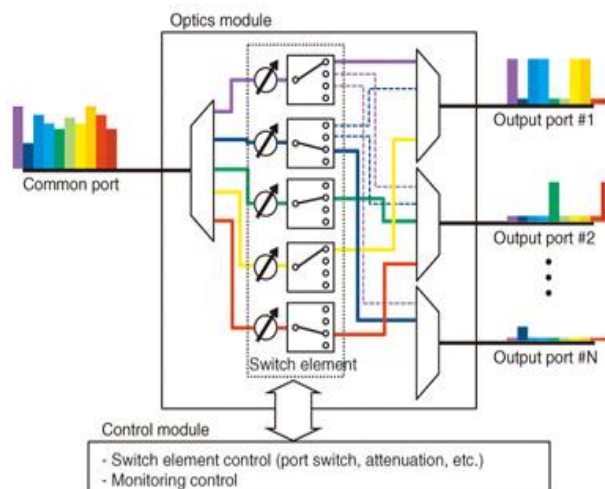 Optics module
Common port
Output port #1
Output port #2
Output port #N
Switch element
Control module
- Switch element control (port switch, attenuation, etc.)
- Monitoring control